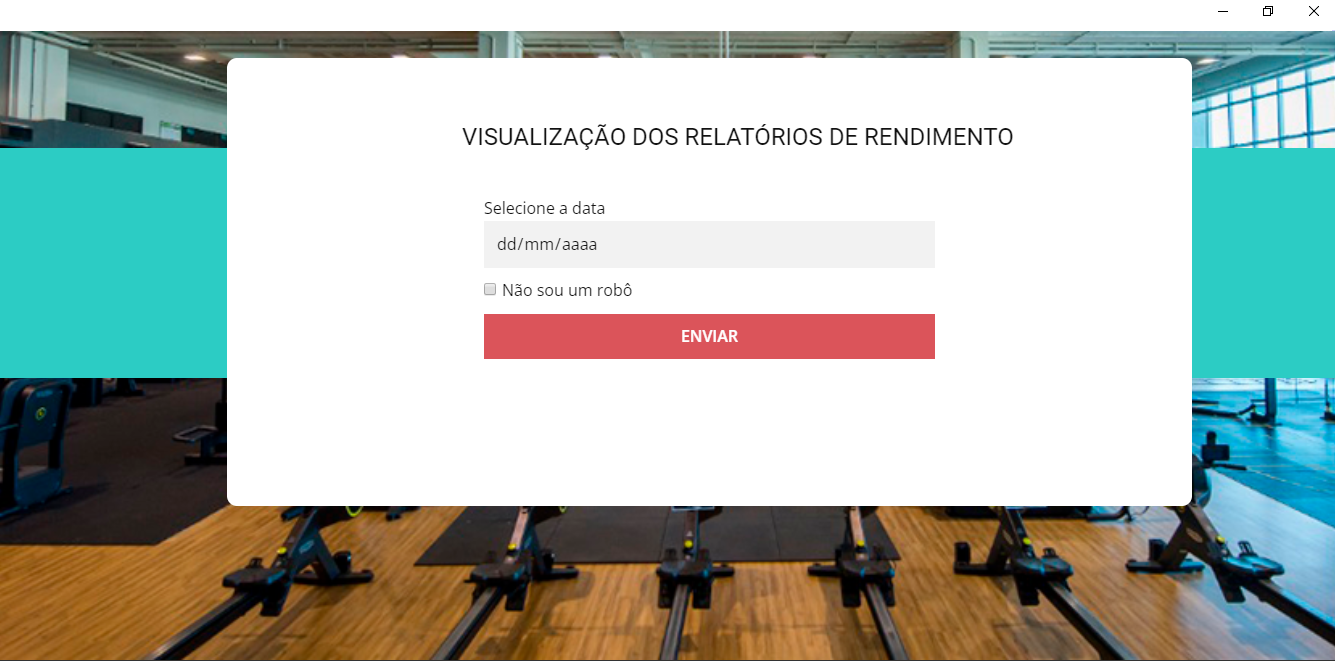 VISUALIZAÇÃO DOS RELATÓRIOS DE RENDIMENTO
Selecione a data
dd/mm/aaaa
Não sou um robô
ENVIAR